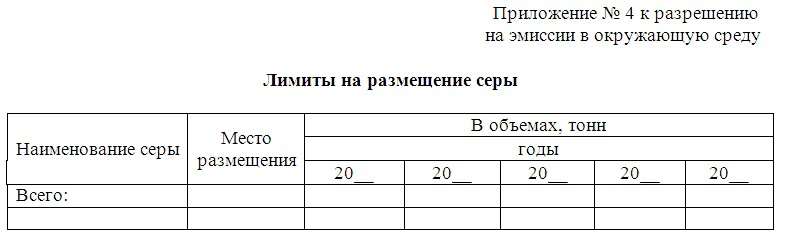 Приложение № 4 к разрешению
на эмиссии в окружающую среду
Лимиты на размещение серы
Наименование серы
Место
размещения
В объемах, тонн
годы
20__ 20__ 20__ 20__ 20__
Всего: